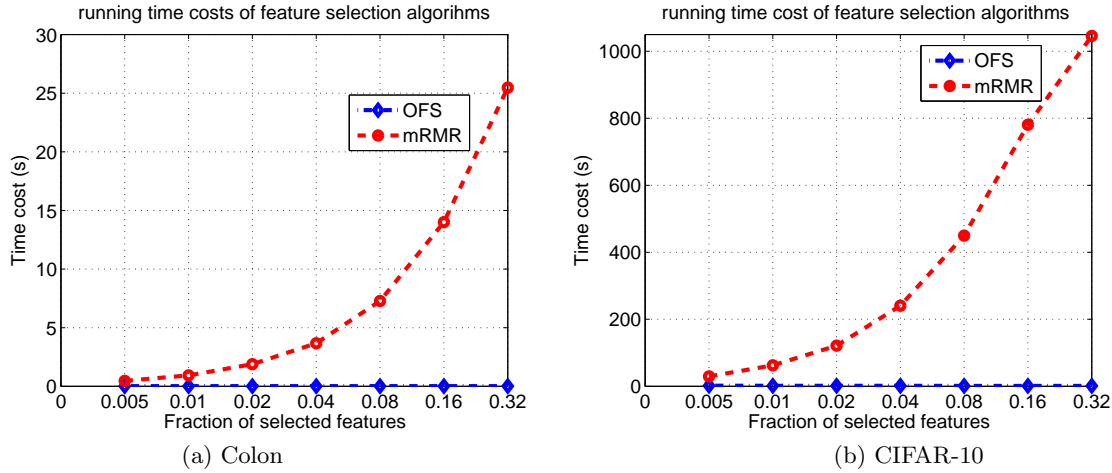 running time costs of feature selection algorihms
30
25
20
15
10
5
0
Time cost (s)
OFS
mRMR
0 0.005 0.01 0.02 0.04 0.08 0.16 0.32
Fraction of selected features
(a) Colon
running time cost of feature selection algorithms
1000
800
600
400
200
0
Time cost (s)
OFS
mRMR
0 0.005 0.01 0.02 0.04 0.08 0.16 0.32
Fraction of selected features
(b) CIFAR-10